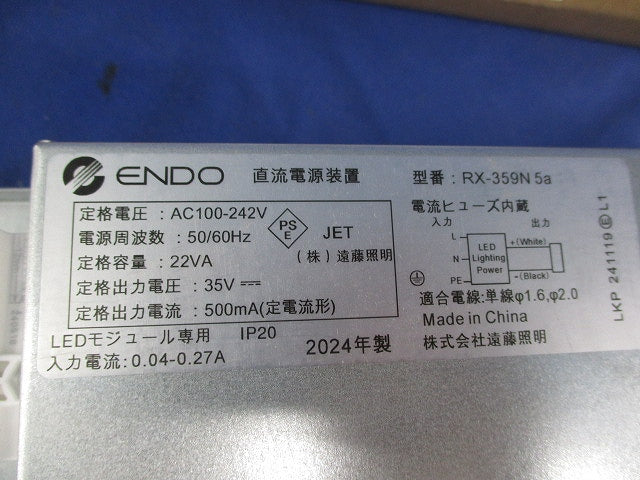 ENDO 直流電源装置 型番 : RX-359N 5a
定格電圧 : AC100-242V
電源周波数 : 50/60Hz
定格容量 : 22VA
定格出力電圧 : 35V
定格出力電流 : 500mA(定電流形)
PS
E
JET
(株) 遠藤照明
LEDモジュール専用 IP20
入力電流:0.04-0.27A
2024年製
電流ヒューズ内蔵
入力 出力
L
N
PE
LED
Lighting
Power
+(White)
-(Black)
適合電線:単線φ1.6,φ2.0
Made in China
株式会社遠藤照明
LKP 241119 E L1